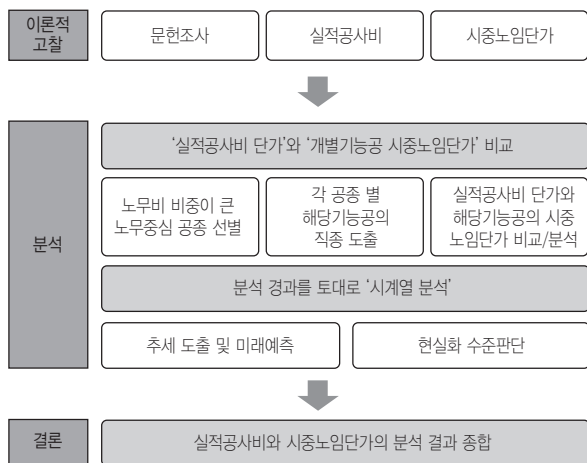 이론적
고찰
문헌조사
실적공사비
시중노임단가
분석
‘실적공사비 단가’와 ‘개별기능공 시중노임단가’ 비교
노무비 비중이 큰
노무중심 공종 선별
각 공종 별
해당기능공의
직종 도출
실적공사비 단가와
해당기공의 시중
노임단가 비교/분석
분석 경과를 토대로 ‘시계열 분석’
추세 도출 및 미래예측
현실화 수준판단
결론
실적공사비와 시중노임단가의 분석 결과 종합